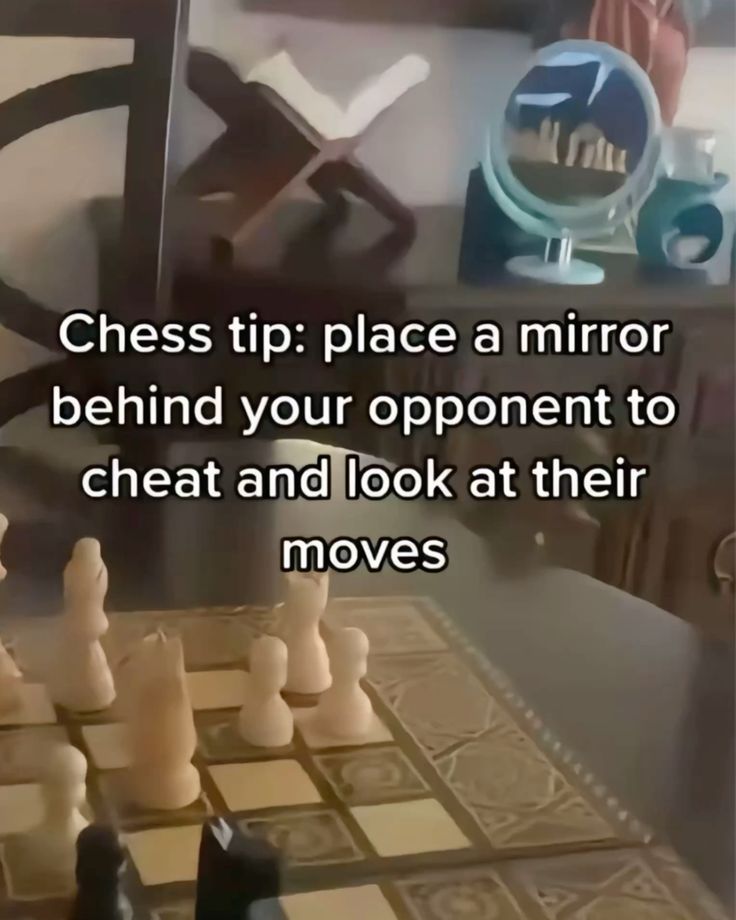 Chess tip: place a mirror
behind your opponent to
cheat and look at their
moves